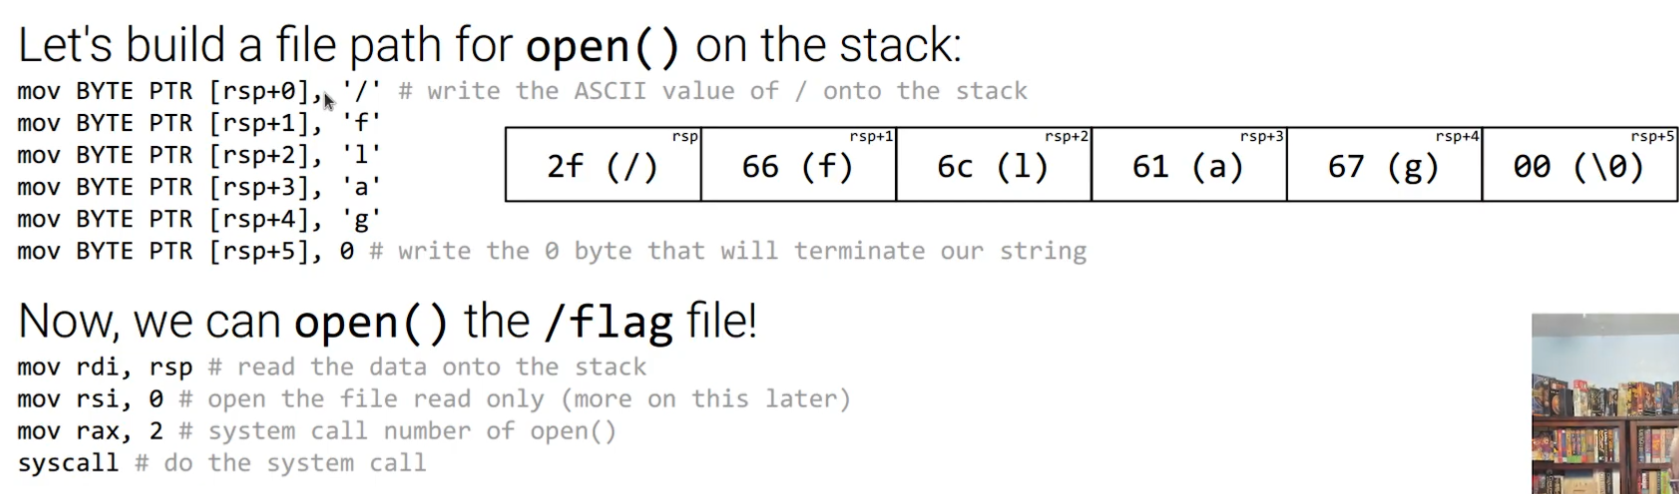 Let's build a file path for open() on the stack:
mov BYTE PTR [rsp+0], '/' # write the ASCII value of / onto the stack
mov BYTE PTR [rsp+1], 'f'
mov BYTE PTR [rsp+2], 'l'
mov BYTE PTR [rsp+3], 'a'
mov BYTE PTR [rsp+4], 'g'
mov BYTE PTR [rsp+5], 0 # write the 0 byte that will terminate our string
rsp rsp+1 rsp+2 rsp+3 rsp+4 rsp+5
2f (/) 66 (f) 6c (l) 61 (a) 67 (g) 00 (\0)
Now, we can open() the /flag file!
mov rdi, rsp # read the data onto the stack
mov rsi, 0 # open the file read only (more on this later)
mov rax, 2 # system call number of open()
syscall # do the system call